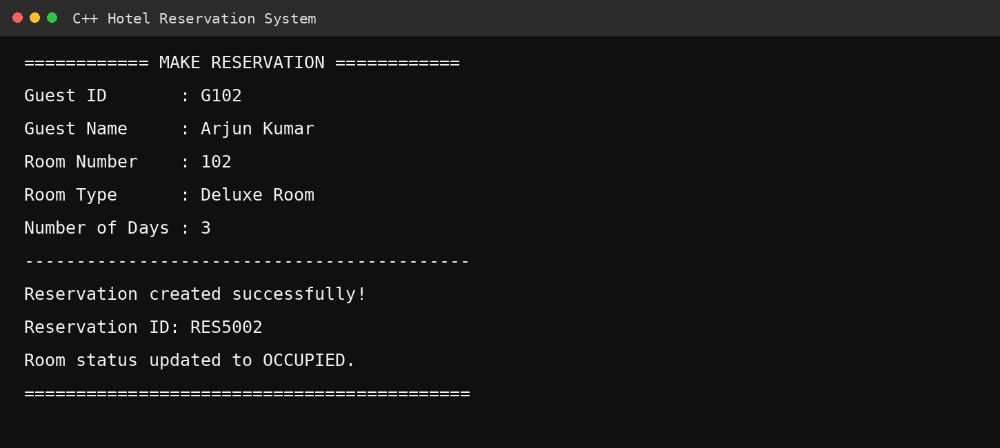 C++ Hotel Reservation System
============ MAKE RESERVATION ============
Guest ID       : G102
Guest Name     : Arjun Kumar
Room Number    : 102
Room Type      : Deluxe Room
Number of Days : 3
-------------------------------------------
Reservation created successfully!
Reservation ID: RES5002
Room status updated to OCCUPIED.
===========================================